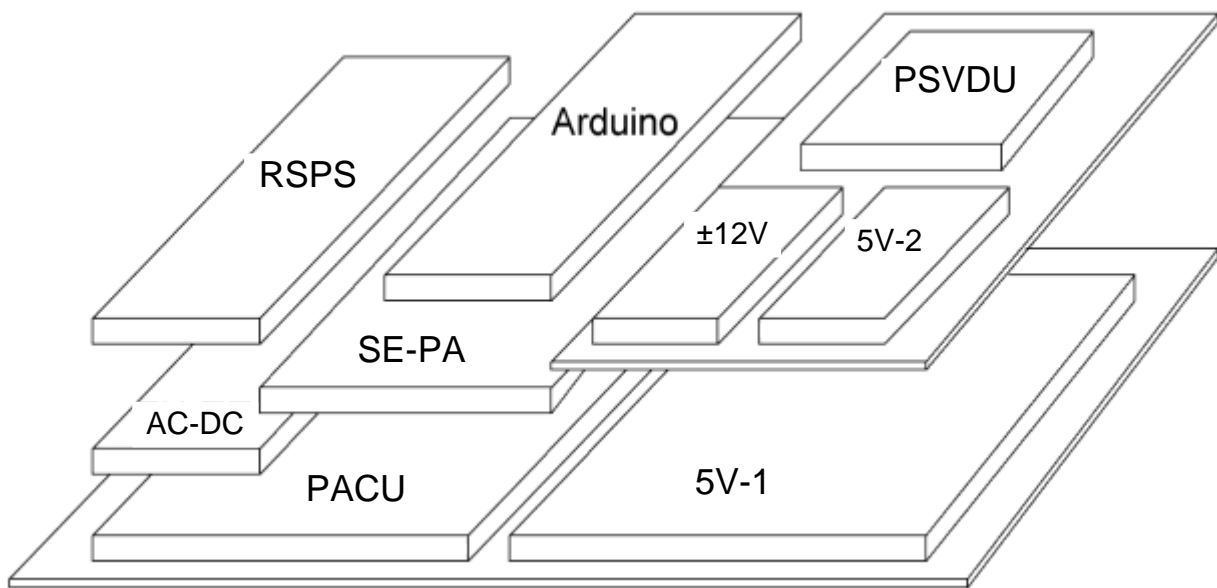 PSVDU
Arduino
RSPS
±12V
5V-2
SE-PA
AC-DC
PACU
5V-1